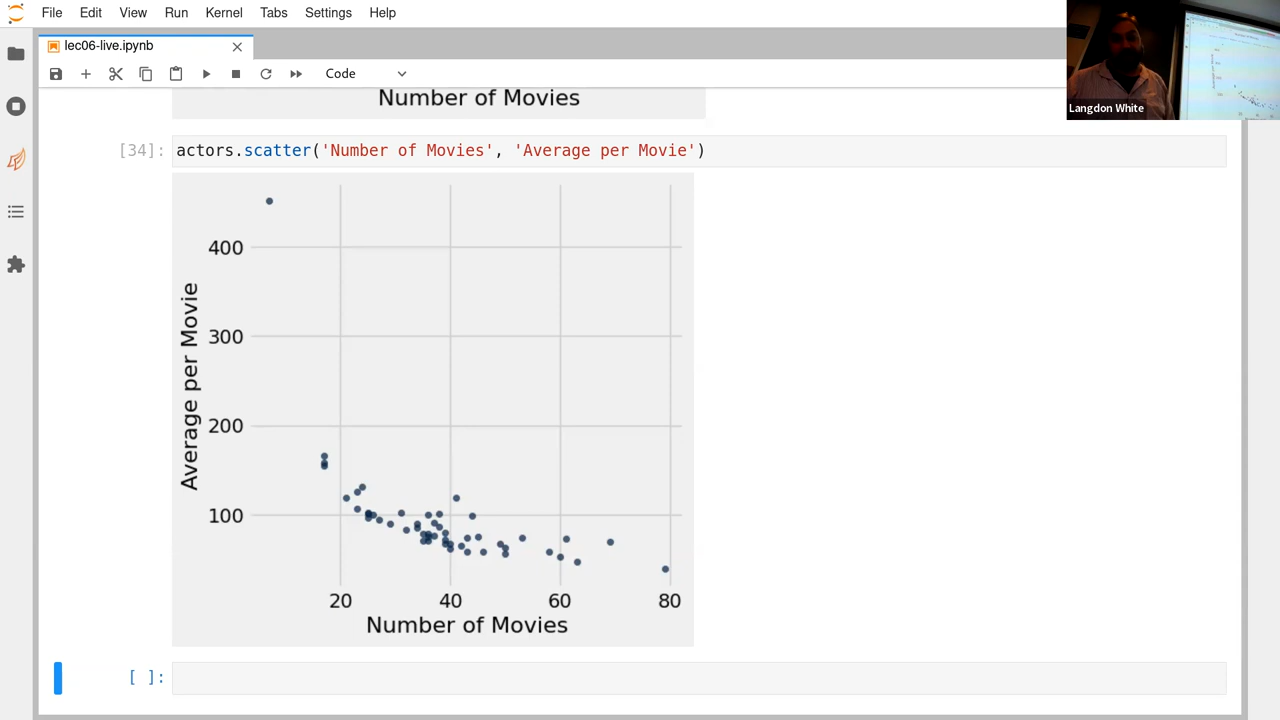 File Edit View Run Kernel Tabs Settings Help
lec06-live.ipynb
Code
Langdon White
Number of Movies
[34]: actors.scatter('Number of Movies', 'Average per Movie')
Average per Movie
400
300
200
100
20 40 60 80
Number of Movies
[ ]: